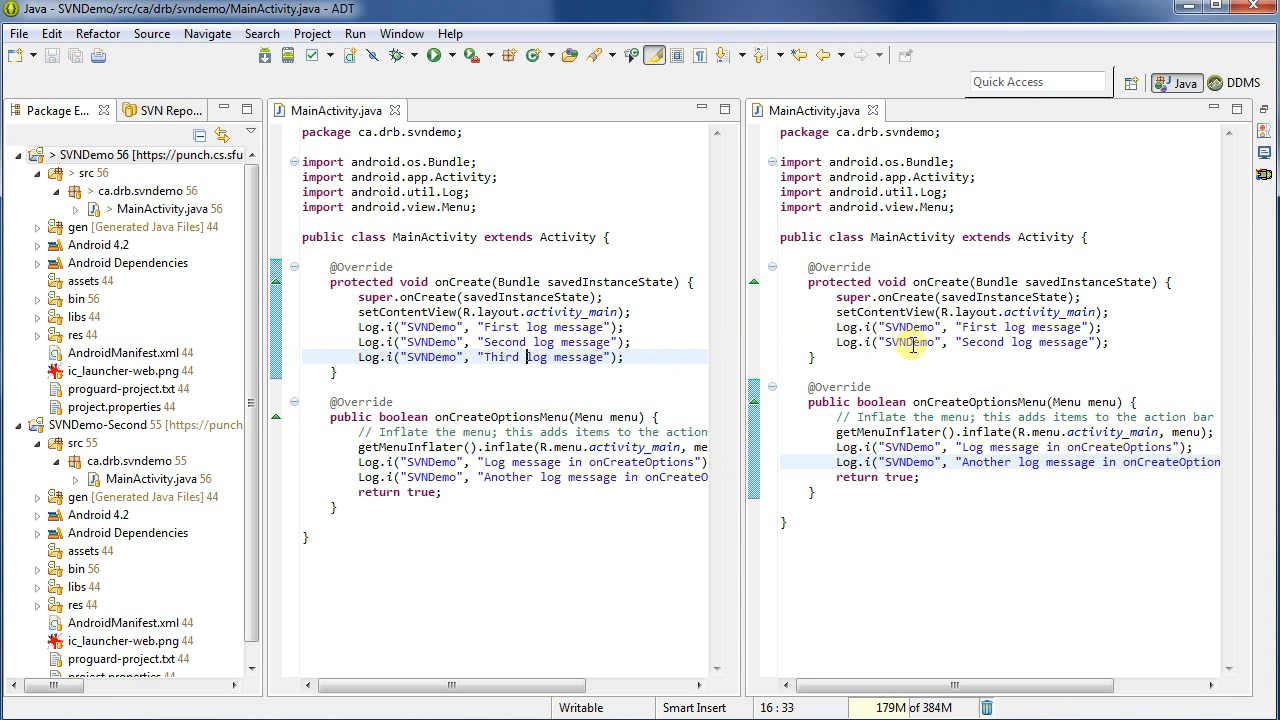 Java - SVNDemo/src/ca/drb/svndemo/MainActivity.java - ADT
File Edit Refactor Source Navigate Search Project Run Window Help
Quick Access
Java
DDMS
Package E...
SVN Repo...
> SVNDemo 56 [https://punch.cs.sfu
> src 56
> ca.drb.svndemo 56
> MainActivity.java 56
gen [Generated Java Files] 44
Android 4.2
Android Dependencies
assets 44
bin 56
libs 44
res 44
AndroidManifest.xml 44
ic_launcher-web.png 44
proguard-project.txt 44
project.properties 44
SVNDemo-Second 55 [https://punch
src 55
ca.drb.svndemo 55
MainActivity.java 56
gen [Generated Java Files] 44
Android 4.2
Android Dependencies
assets 44
bin 56
libs 44
res 44
AndroidManifest.xml 44
ic_launcher-web.png 44
proguard-project.txt 44
project.properties 44
MainActivity.java
package ca.drb.svndemo;
import android.os.Bundle;
import android.app.Activity;
import android.util.Log;
import android.view.Menu;
public class MainActivity extends Activity {
@Override
protected void onCreate(Bundle savedInstanceState) {
super.onCreate(savedInstanceState);
setContentView(R.layout.activity_main);
Log.i("SVNDemo", "First log message");
Log.i("SVNDemo", "Second log message");
Log.i("SVNDemo", "Third log message");
}
@Override
public boolean onCreateOptionsMenu(Menu menu) {
// Inflate the menu; this adds items to the action
getMenuInflater().inflate(R.menu.activity_main, me
Log.i("SVNDemo", "Log message in onCreateOptions")
Log.i("SVNDemo", "Another log message in onCreateO
return true;
}
}
MainActivity.java
package ca.drb.svndemo;
import android.os.Bundle;
import android.app.Activity;
import android.util.Log;
import android.view.Menu;
public class MainActivity extends Activity {
@Override
protected void onCreate(Bundle savedInstanceState) {
super.onCreate(savedInstanceState);
setContentView(R.layout.activity_main);
Log.i("SVNDemo", "First log message");
Log.i("SVNDemo", "Second log message");
}
@Override
public boolean onCreateOptionsMenu(Menu menu) {
// Inflate the menu; this adds items to the action bar
getMenuInflater().inflate(R.menu.activity_main, menu);
Log.i("SVNDemo", "Log message in onCreateOptions");
Log.i("SVNDemo", "Another log message in onCreateOption
return true;
}
}
Writable
Smart Insert
16 : 33
179M of 384M